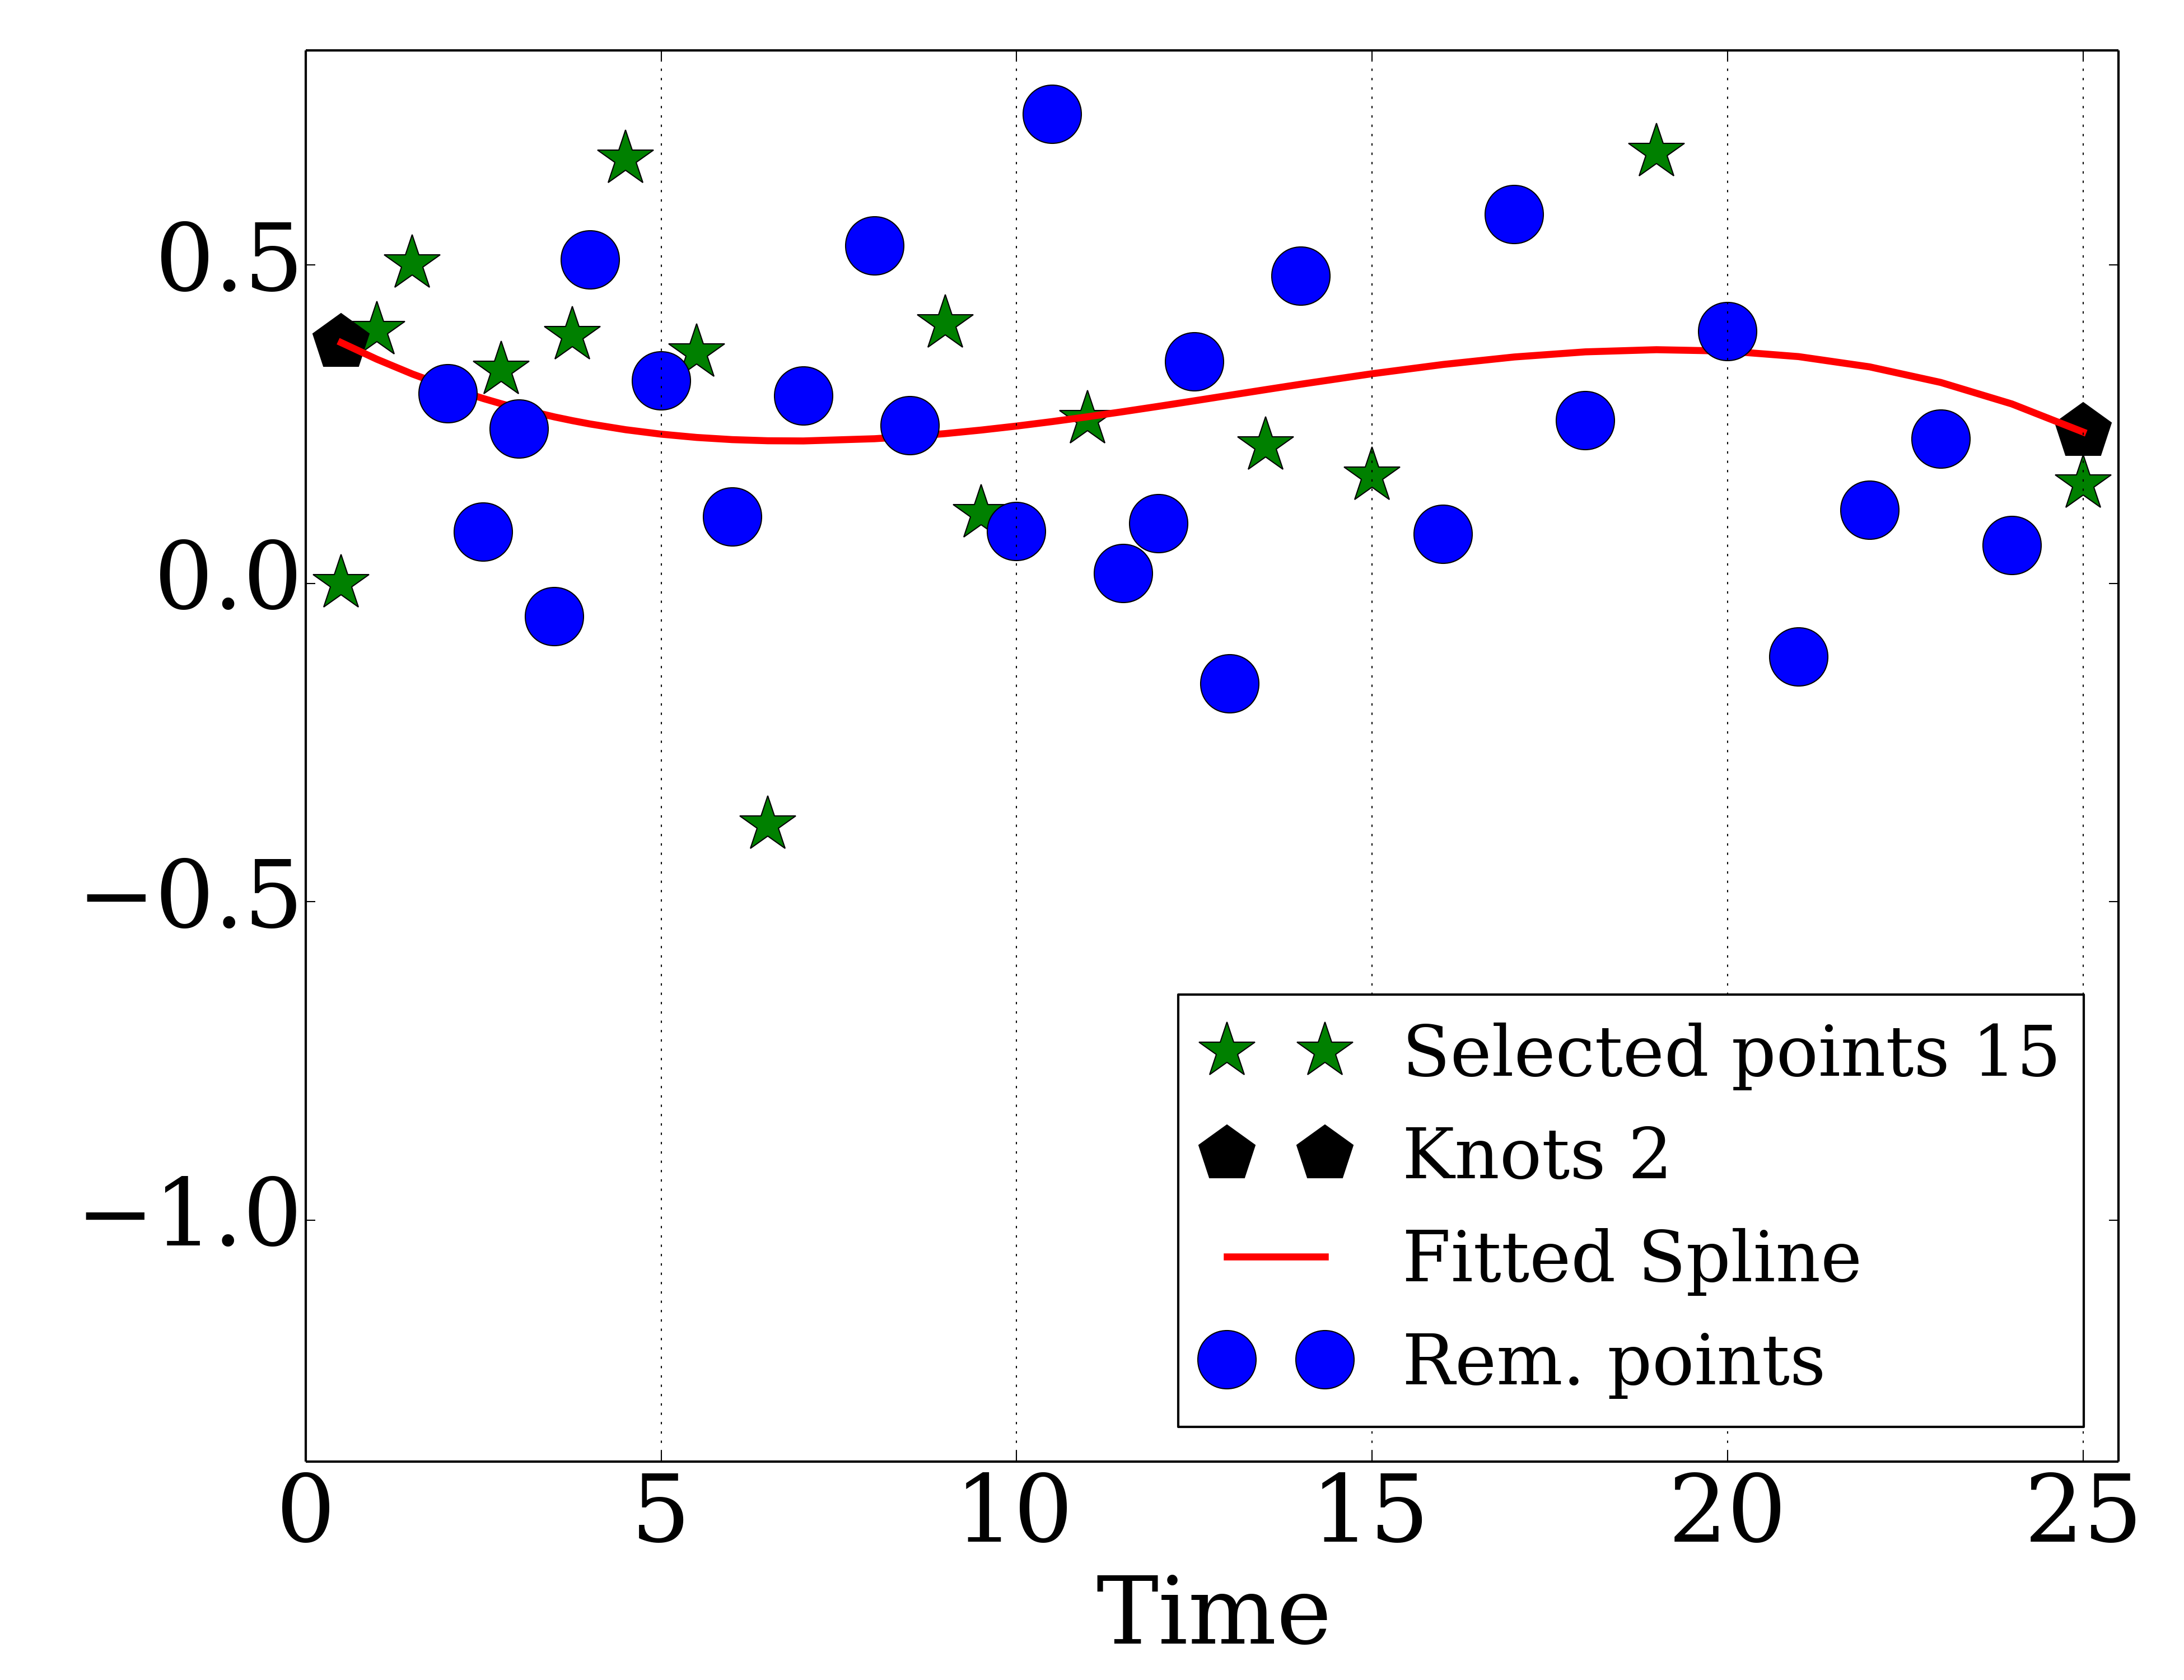 0.5
0.0
−0.5
−1.0
Selected points 15
Knots 2
Fitted Spline
Rem. points
0 5 10 15 20 25
Time